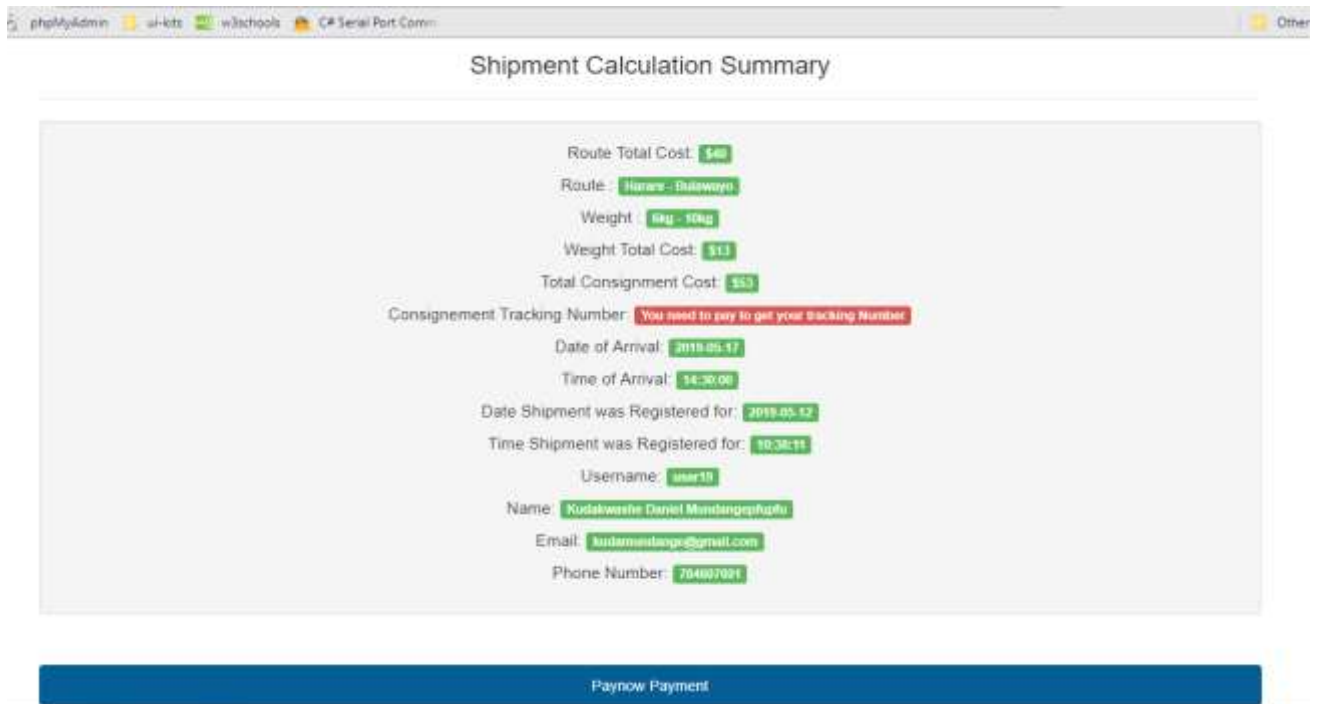 phpMyAdmin ui-kits w3schools C# Serial Port Comm Other
Shipment Calculation Summary
Route Total Cost: $40
Route : Harare - Bulawayo
Weight : 6kg - 10kg
Weight Total Cost: $13
Total Consignment Cost: $53
Consignement Tracking Number: You need to pay to get your tracking Number
Date of Arrival: 2019-05-17
Time of Arrival: 14:30:00
Date Shipment was Registered for: 2019-05-12
Time Shipment was Registered for: 10:38:11
Username:
Name: Kudakwashe Daniel
Email:
Phone Number:
Paynow Payment